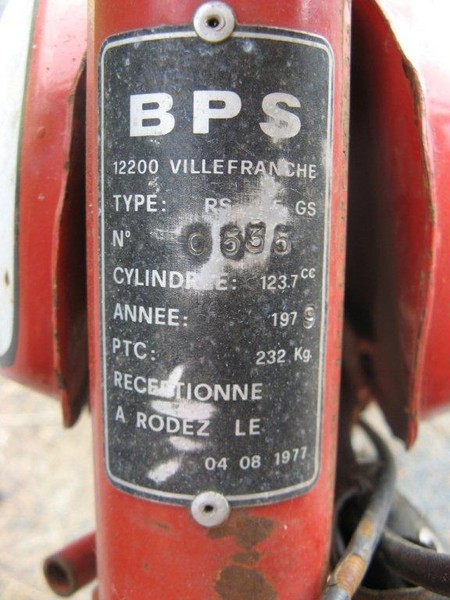 BPS
12200 VILLEFRANCHE
TYPE: RS GS
N° 0535
CYLINDREE: 123.7cc
ANNEE: 1979
PTC: 232 Kg
RECEPTIONNE
A RODEZ LE
04 08 1977